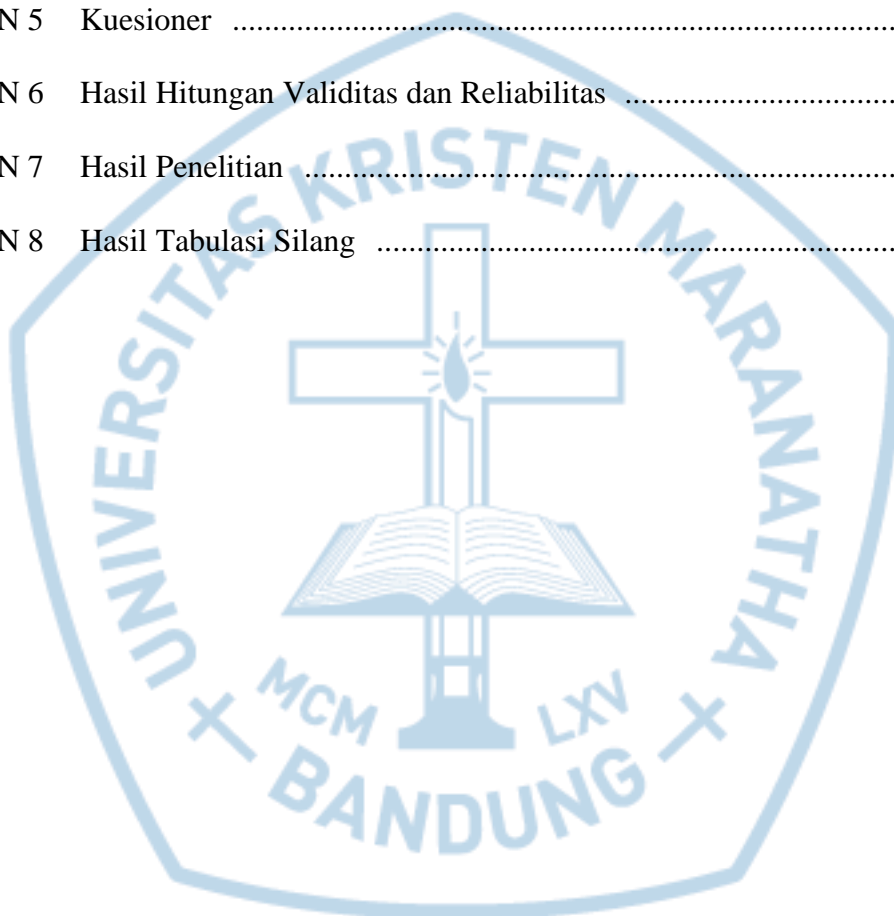 N 5 Kuesioner ................................................................................
N 6 Hasil Hitungan Validitas dan Reliabilitas ................................
N 7 Hasil Penelitian .......................................................................
N 8 Hasil Tabulasi Silang ..............................................................
UNIVERSITAS KRISTEN MARANATHA
MCM LXV
BANDUNG